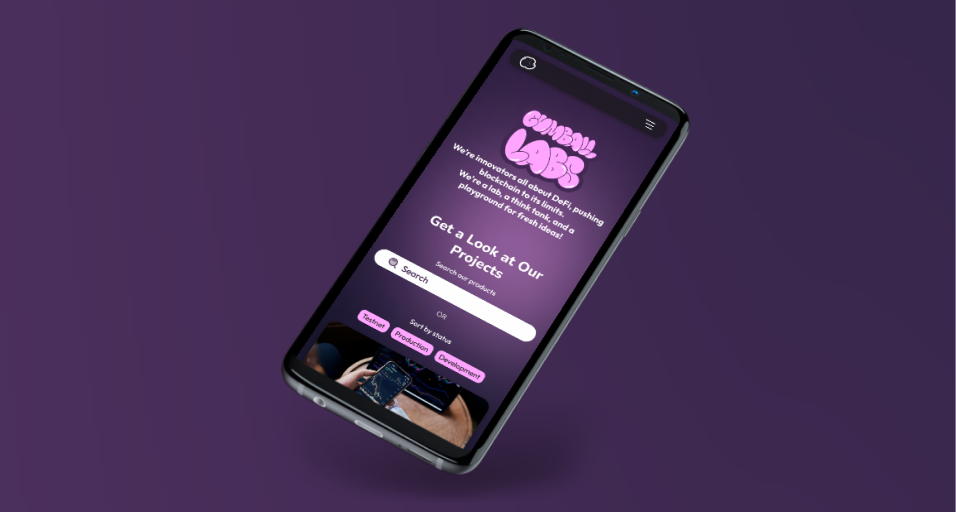 GUMBALL
LABS
We're innovators all about DeFi, pushing
blockchain to its limits.
We're a lab, a think tank, and a
playground for fresh ideas!
Get a Look at Our
Projects
Search our products
Search
OR
Sort by status
Testnet Production Development